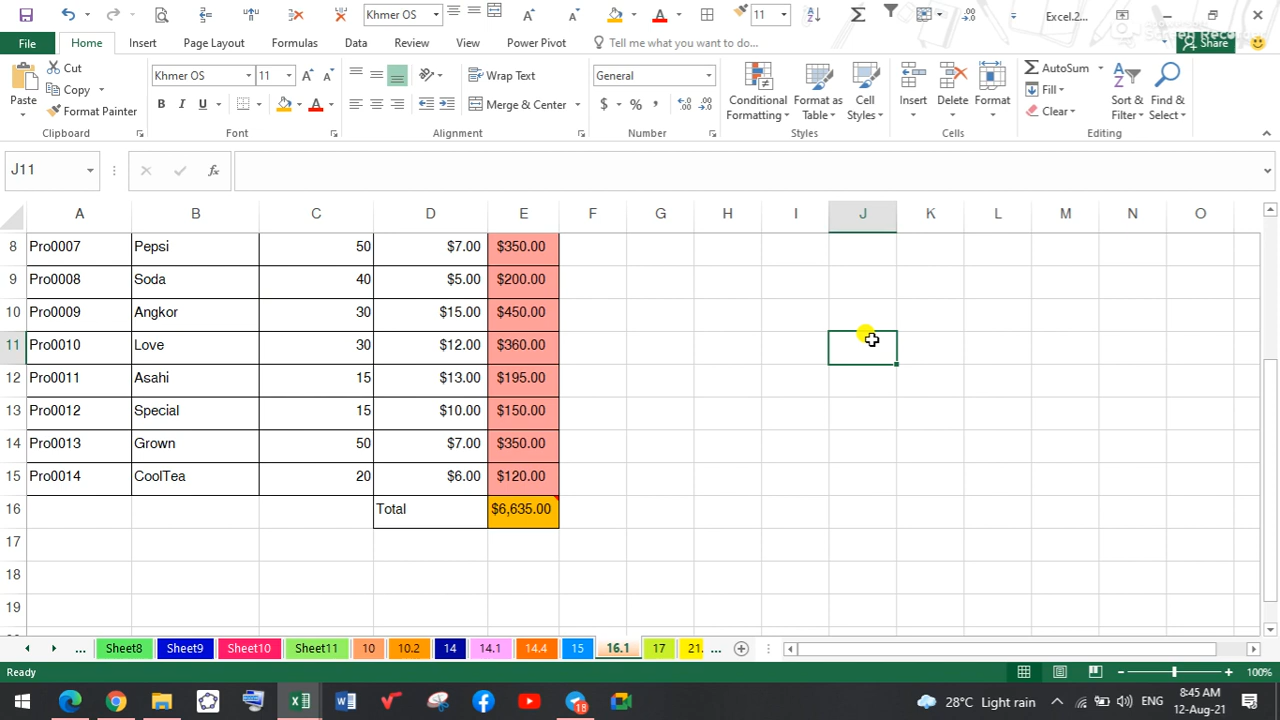 Khmer OS 11 Excel.2...
File Home Insert Page Layout Formulas Data Review View Power Pivot Tell me what you want to do... Share
Cut
Copy
Format Painter
Paste
Clipboard
Khmer OS 11
B I U
Font
Wrap Text
Merge & Center
Alignment
General
$ % ,
Number
Conditional Formatting
Format as Table
Cell Styles
Styles
Insert Delete Format
Cells
AutoSum
Fill
Clear
Sort & Filter
Find & Select
Editing
J11 fx
A B C D E F G H I J K L M N O
8 Pro0007 Pepsi 50 $7.00 $350.00
9 Pro0008 Soda 40 $5.00 $200.00
10 Pro0009 Angkor 30 $15.00 $450.00
11 Pro0010 Love 30 $12.00 $360.00
12 Pro0011 Asahi 15 $13.00 $195.00
13 Pro0012 Special 15 $10.00 $150.00
14 Pro0013 Grown 50 $7.00 $350.00
15 Pro0014 CoolTea 20 $6.00 $120.00
16 Total $6,635.00
17
18
19
... Sheet8 Sheet9 Sheet10 Sheet11 10 10.2 14 14.1 14.4 15 16.1 17 21. ...
Ready 100%
18 28°C Light rain ENG 8:45 AM
12-Aug-21